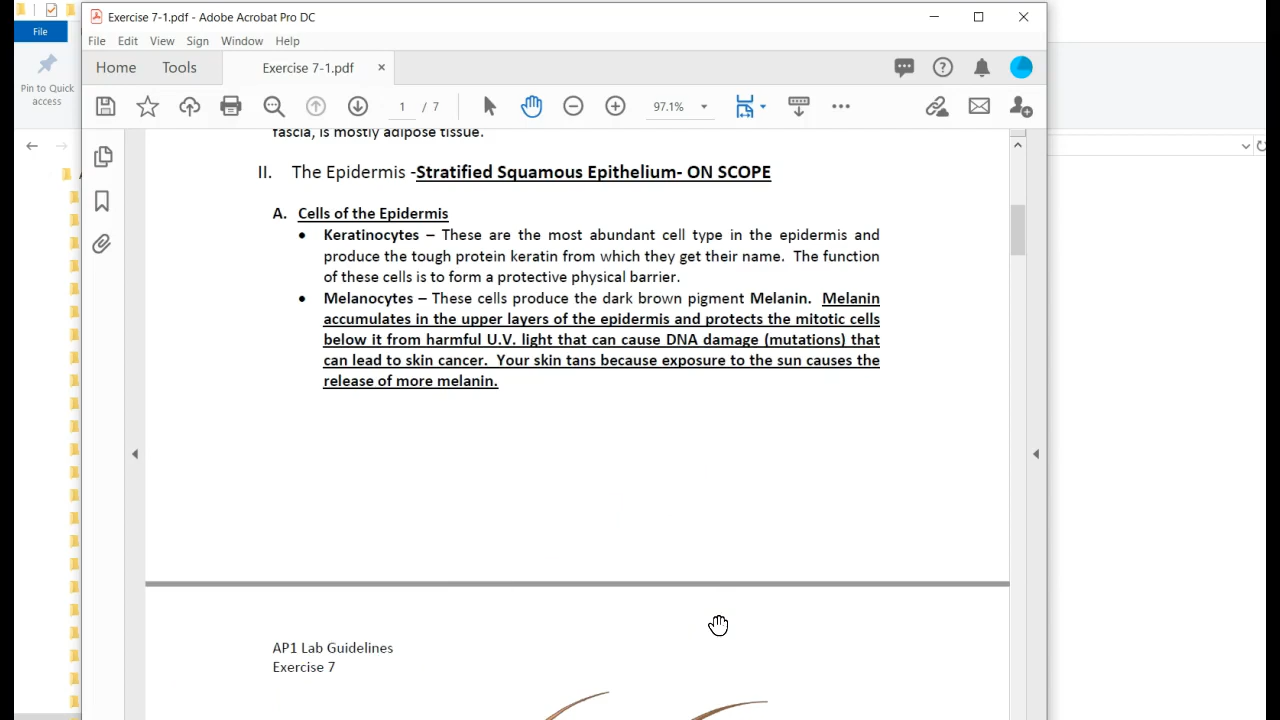 Exercise 7-1.pdf - Adobe Acrobat Pro DC
File
File Edit View Sign Window Help
Home Tools Exercise 7-1.pdf ×
Pin to Quick
access
1 / 7 97.1%
fascia, is mostly adipose tissue.
II. The Epidermis -Stratified Squamous Epithelium- ON SCOPE
A. Cells of the Epidermis
• Keratinocytes – These are the most abundant cell type in the epidermis and
produce the tough protein keratin from which they get their name. The function
of these cells is to form a protective physical barrier.
• Melanocytes – These cells produce the dark brown pigment Melanin. Melanin
accumulates in the upper layers of the epidermis and protects the mitotic cells
below it from harmful U.V. light that can cause DNA damage (mutations) that
can lead to skin cancer. Your skin tans because exposure to the sun causes the
release of more melanin.
AP1 Lab Guidelines
Exercise 7